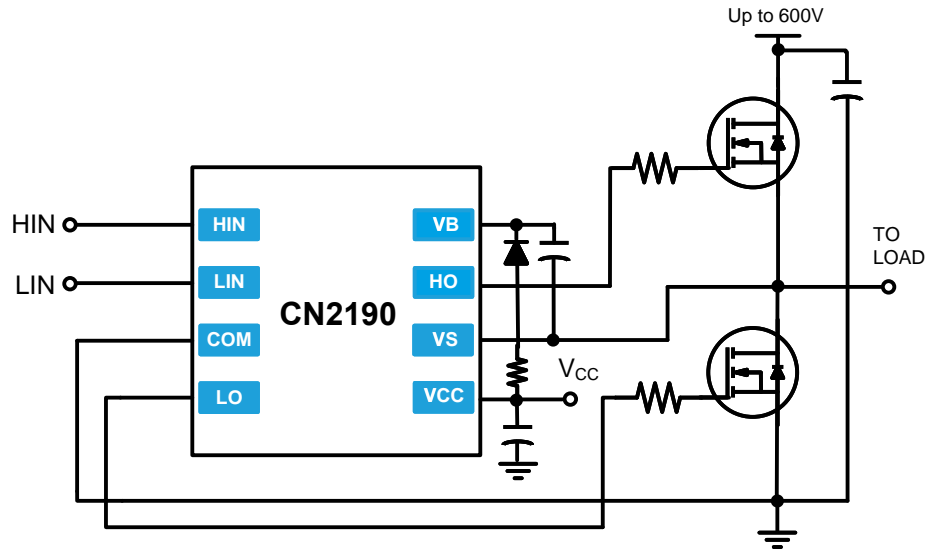 Up to 600V
HIN
HIN
VB
TO
LOAD
LIN
LIN
HO
CN2190
COM
VS
VCC
LO
VCC